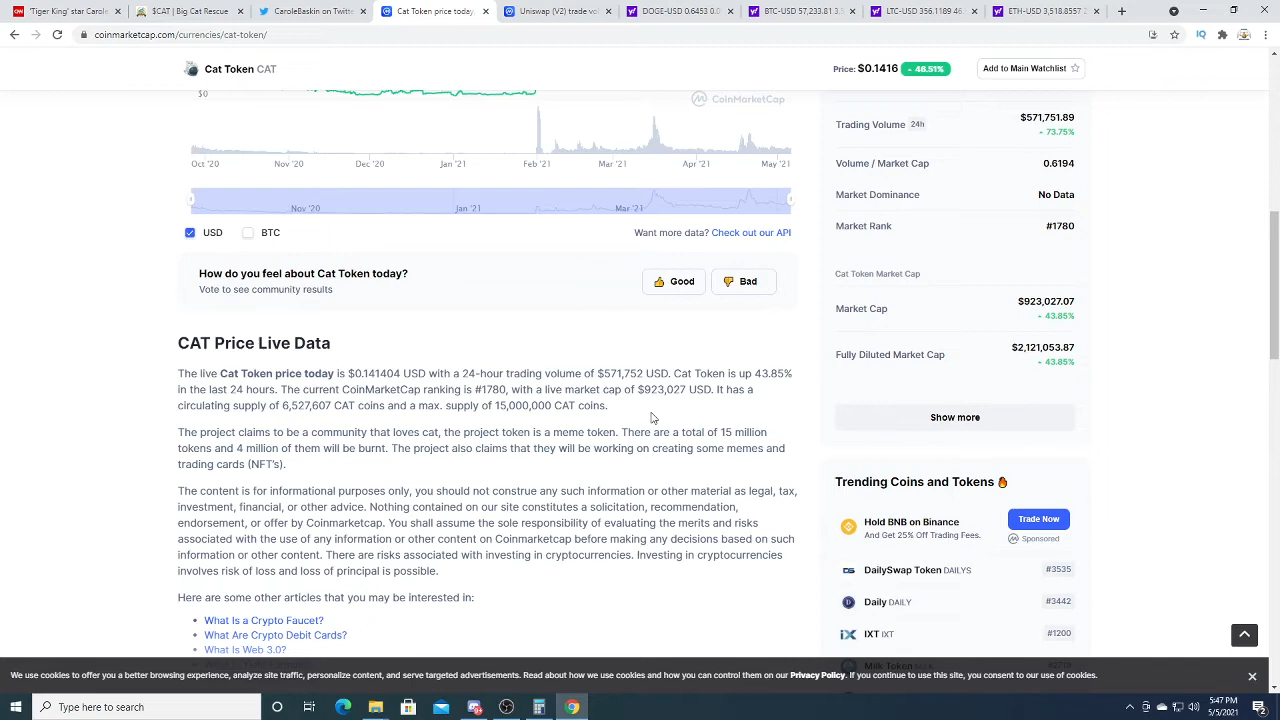 'Tiger King' star Carole
$CAT | Big Cat Rescue
CarolToken - Twitter
Cat Token price today,
Uniswap (V2) trade vol
DOGE-USD 0.6453 0.0
BTC-USD 57,23.81 3.5
LTC-USD 356.1189 46.
ETH-USD 3,518.8557
coinmarketcap.com/currencies/cat-token/
Cat Token CAT
Price: $0.1416 46.51%
Add to Main Watchlist
$0
CoinMarketCap
Oct '20 Nov '20 Dec '20 Jan '21 Feb '21 Mar '21 Apr '21 May '21
Nov '20 Jan '21 Mar '21
USD BTC
Want more data? Check out our API
How do you feel about Cat Token today?
Vote to see community results
Good Bad
CAT Price Live Data
The live Cat Token price today is $0.141404 USD with a 24-hour trading volume of $571,752 USD. Cat Token is up 43.85%
in the last 24 hours. The current CoinMarketCap ranking is #1780, with a live market cap of $923,027 USD. It has a
circulating supply of 6,527,607 CAT coins and a max. supply of 15,000,000 CAT coins.
The project claims to be a community that loves cat, the project token is a meme token. There are a total of 15 million
tokens and 4 million of them will be burnt. The project also claims that they will be working on creating some memes and
trading cards (NFT's).
The content is for informational purposes only, you should not construe any such information or other material as legal, tax,
investment, financial, or other advice. Nothing contained on our site constitutes a solicitation, recommendation,
endorsement, or offer by Coinmarketcap. You shall assume the sole responsibility of evaluating the merits and risks
associated with the use of any information or other content on Coinmarketcap before making any decisions based on such
information or other content. There are risks associated with investing in cryptocurrencies. Investing in cryptocurrencies
involves risk of loss and loss of principal is possible.
Here are some other articles that you may be interested in:
What Is a Crypto Faucet?
What Are Crypto Debit Cards?
What Is Web 3.0?
Trading Volume 24h
$571,751.89
73.75%
Volume / Market Cap 0.6194
Market Dominance No Data
Market Rank #1780
Cat Token Market Cap
Market Cap
$923,027.07
43.85%
Fully Diluted Market Cap
$2,121,053.87
43.85%
Show more
Trending Coins and Tokens
Hold BNB on Binance
And Get 25% Off Trading Fees.
Trade Now
Sponsored
DailySwap Token DAILYS #3535
Daily DAILY #3442
IXT IXT #1200
Milk Token MILK #2719
We use cookies to offer you a better browsing experience, analyze site traffic, personalize content, and serve targeted advertisements. Read about how we use cookies and how you can control them on our Privacy Policy. If you continue to use this site, you consent to our use of cookies.
Type here to search
5:47 PM
5/5/2021
2